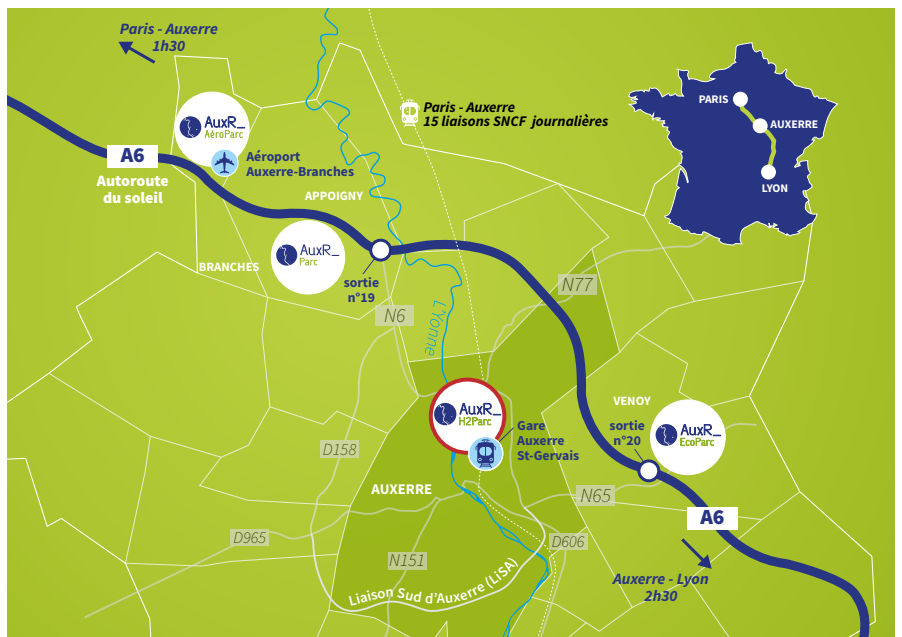 Paris - Auxerre
1h30
AuxR_
AéroParc
A6
Autoroute
du soleil
Aéroport
Auxerre-Branches
Paris - Auxerre
15 liaisons SNCF journalières
PARIS
AUXERRE
LYON
APPOIGNY
BRANCHES
AuxR_
Parc
sortie
n°19
N6
L'Yonne
N77
AuxR_
H2Parc
Gare
Auxerre
St-Gervais
VENOY
sortie
n°20
AuxR_
EcoParc
D158
AUXERRE
N65
A6
D965
N151
D606
Liaison Sud d'Auxerre (LiSA)
Auxerre - Lyon
2h30